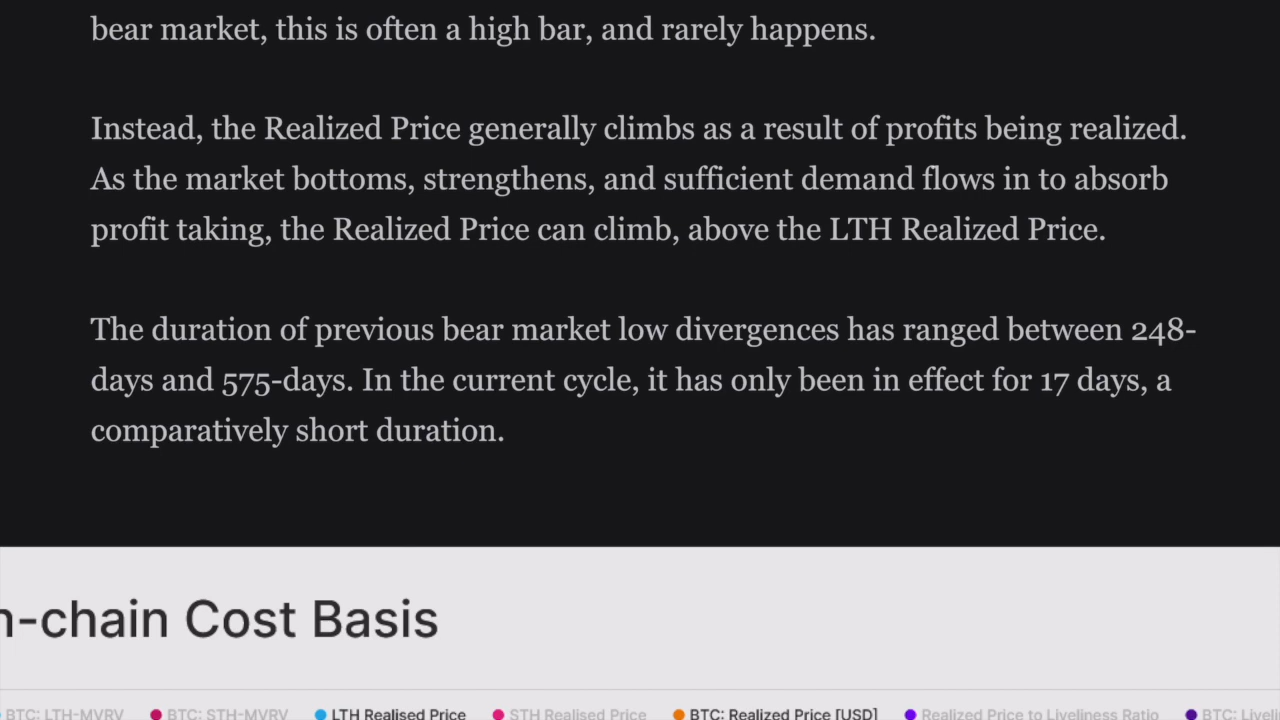 bear market, this is often a high bar, and rarely happens.
Instead, the Realized Price generally climbs as a result of profits being realized.
As the market bottoms, strengthens, and sufficient demand flows in to absorb
profit taking, the Realized Price can climb, above the LTH Realized Price.
The duration of previous bear market low divergences has ranged between 248-
days and 575-days. In the current cycle, it has only been in effect for 17 days, a
comparatively short duration.
n-chain Cost Basis
BTC: LTH-MVRV BTC: STH-MVRV LTH Realised Price STH Realised Price BTC: Realized Price [USD] Realized Price to Liveliness Ratio BTC: Liveli